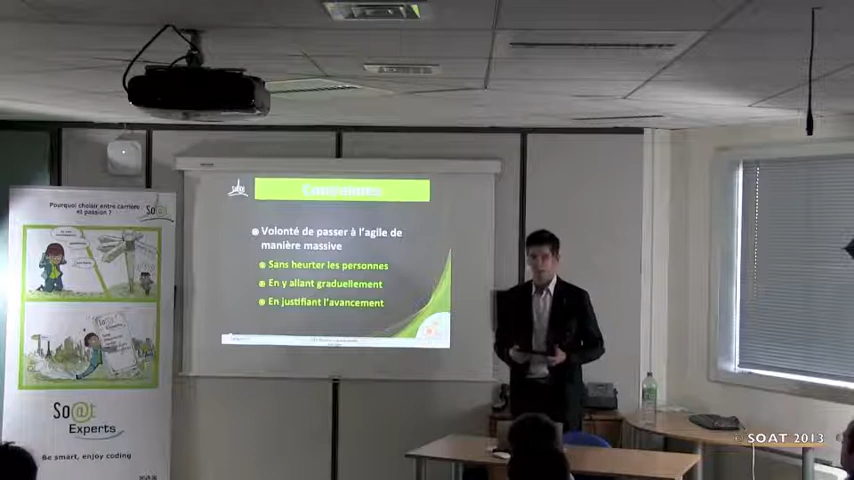 Pourquoi choisir entre carrière
et passion ?
So@t
Contraintes
Volonté de passer à l'agile de
manière massive
Sans heurter les personnes
En y allant graduellement
En justifiant l'avancement
So@t
Experts
Be smart, enjoy coding
SOAT 2013